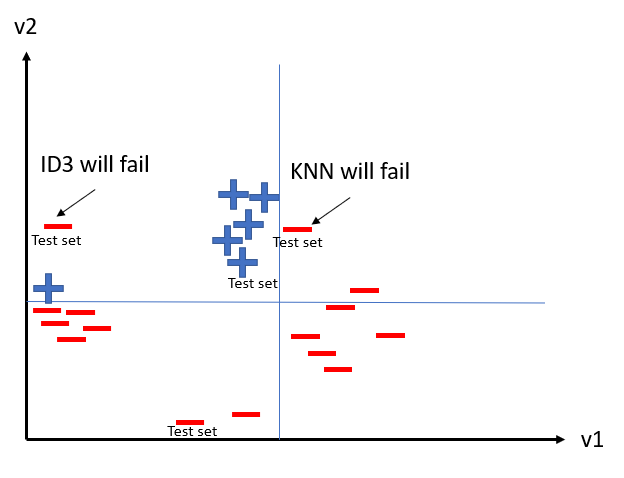 v2
ID3 will fail
KNN will fail
Test set
Test set
Test set
Test set
v1